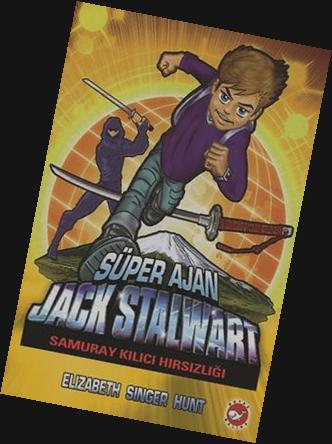 SÜPER AJAN
JACK STALWART
SAMURAY KILICI HIRSIZLIĞI
ELIZABETH SINGER HUNT